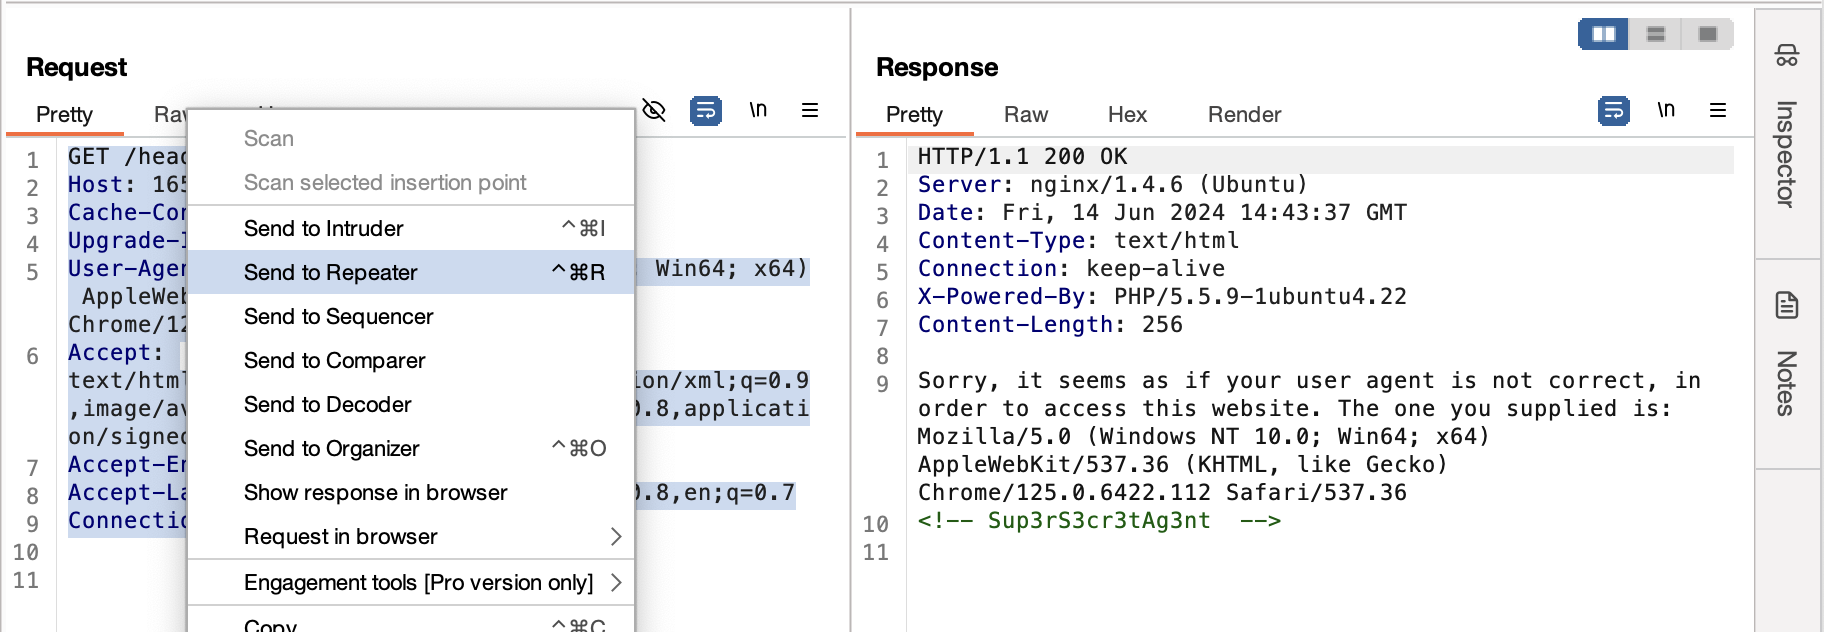 Request
Pretty
Raw
\n
1 GET /head
2 Host: 165
3 Cache-Con
4 Upgrade-I
5 User-Agen Win64; x64)
AppleWeb
Chrome/12
6 Accept:
text/html ion/xml;q=0.9
,image/av 0.8,applicati
on/signed
7 Accept-En
8 Accept-La 0.8,en;q=0.7
9 Connectio
10
11
Scan
Scan selected insertion point
Send to Intruder ^⌘I
Send to Repeater ^⌘R
Send to Sequencer
Send to Comparer
Send to Decoder
Send to Organizer ^⌘O
Show response in browser
Request in browser >
Engagement tools [Pro version only] >
Copy ^⌘C
Response
Pretty Raw Hex Render
\n
1 HTTP/1.1 200 OK
2 Server: nginx/1.4.6 (Ubuntu)
3 Date: Fri, 14 Jun 2024 14:43:37 GMT
4 Content-Type: text/html
5 Connection: keep-alive
6 X-Powered-By: PHP/5.5.9-1ubuntu4.22
7 Content-Length: 256
8
9 Sorry, it seems as if your user agent is not correct, in
order to access this website. The one you supplied is:
Mozilla/5.0 (Windows NT 10.0; Win64; x64)
AppleWebKit/537.36 (KHTML, like Gecko)
Chrome/125.0.6422.112 Safari/537.36
10 <!-- Sup3rS3cr3tAg3nt -->
11
Inspector
Notes